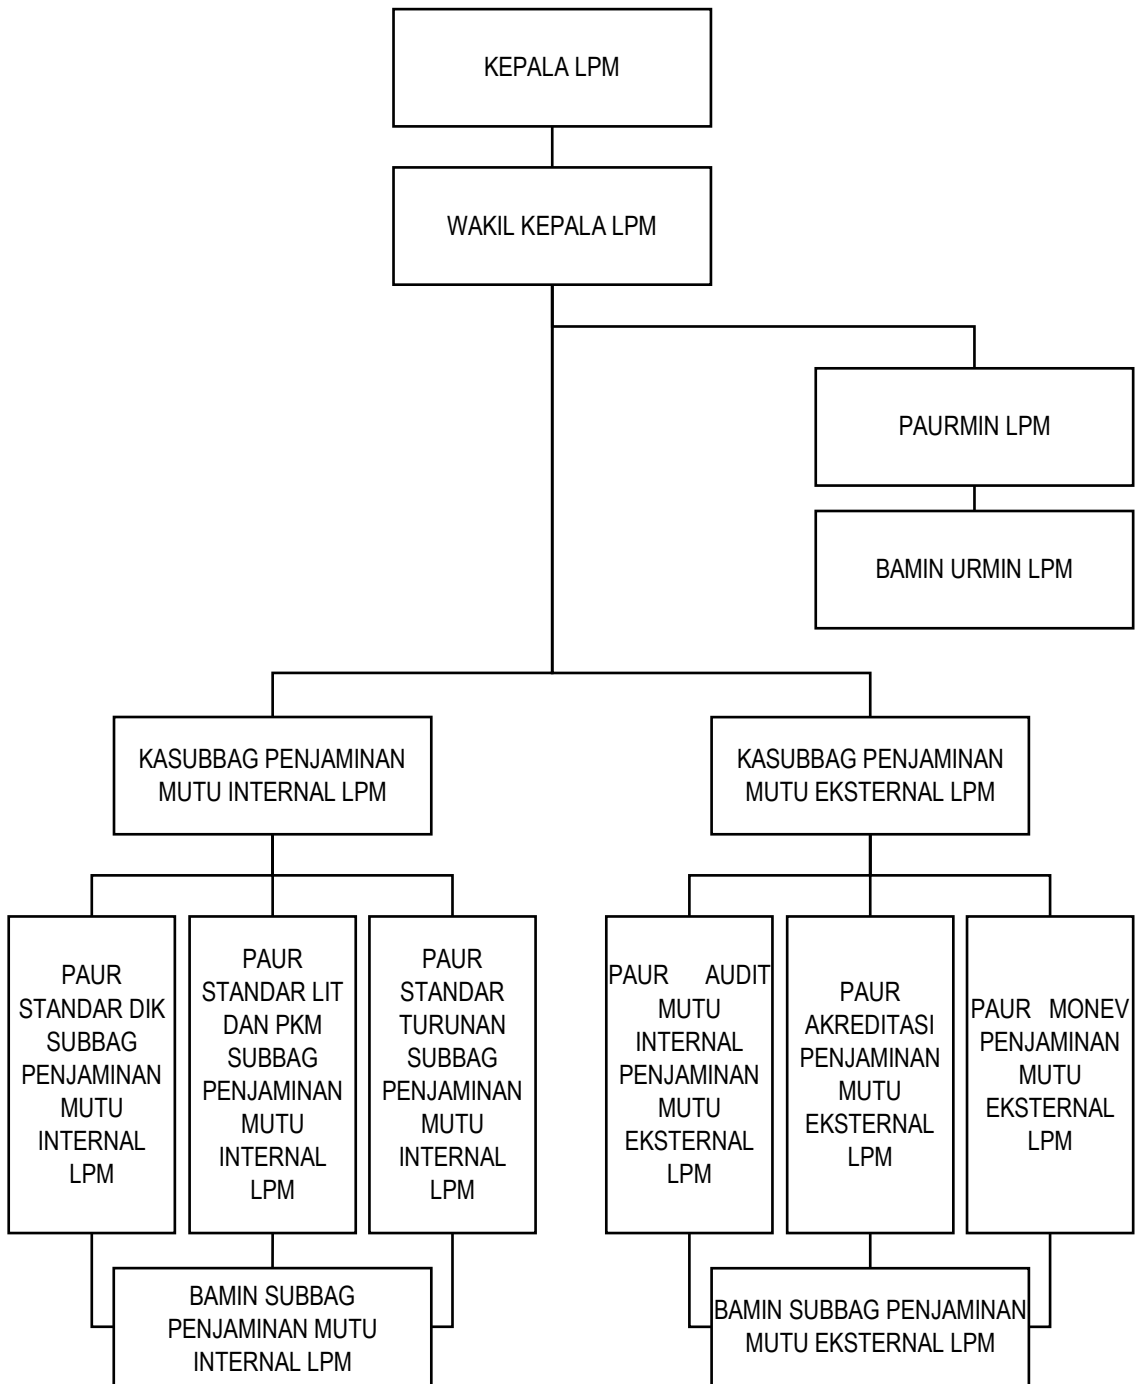 KEPALA LPM
WAKIL KEPALA LPM
PAURMIN LPM
BAMIN URMIN LPM
KASUBBAG PENJAMINAN
MUTU INTERNAL LPM
KASUBBAG PENJAMINAN
MUTU EKSTERNAL LPM
PAUR
STANDAR DIK
SUBBAG
PENJAMINAN
MUTU
INTERNAL
LPM
PAUR
STANDAR LIT
DAN PKM
SUBBAG
PENJAMINAN
MUTU
INTERNAL
LPM
PAUR
STANDAR
TURUNAN
SUBBAG
PENJAMINAN
MUTU
INTERNAL
LPM
PAUR AUDIT
MUTU
INTERNAL
PENJAMINAN
MUTU
EKSTERNAL
LPM
PAUR
AKREDITASI
PENJAMINAN
MUTU
EKSTERNAL
LPM
PAUR MONEV
PENJAMINAN
MUTU
EKSTERNAL
LPM
BAMIN SUBBAG
PENJAMINAN MUTU
INTERNAL LPM
BAMIN SUBBAG PENJAMINAN
MUTU EKSTERNAL LPM